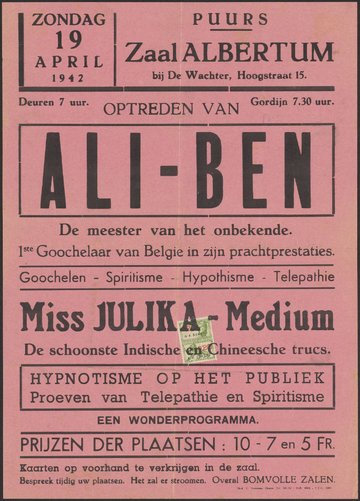 ZONDAG
19
APRIL
1942
PUURS
Zaal ALBERTUM
bij De Wachter, Hoogstraat 15.
Deuren 7 uur.
Gordijn 7.30 uur.
OPTREDEN VAN
ALI-BEN
De meester van het onbekende.
1ste Goochelaar van Belgie in zijn prachtprestaties.
Goochelen - Spiritisme - Hypothisme - Telepathie
Miss JULIKA - Medium
De schoonste Indische en Chineesche trucs.
HYPNOTISME OP HET PUBLIEK
Proeven van Telepathie en Spiritisme
EEN WONDERPROGRAMMA.
PRIJZEN DER PLAATSEN : 10 - 7 en 5 FR.
Kaarten op voorhand te verkrijgen in de zaal.
Bespreek tijdig uw plaatsen. Het zal er stroomen. Overal BOMVOLLE ZALEN.